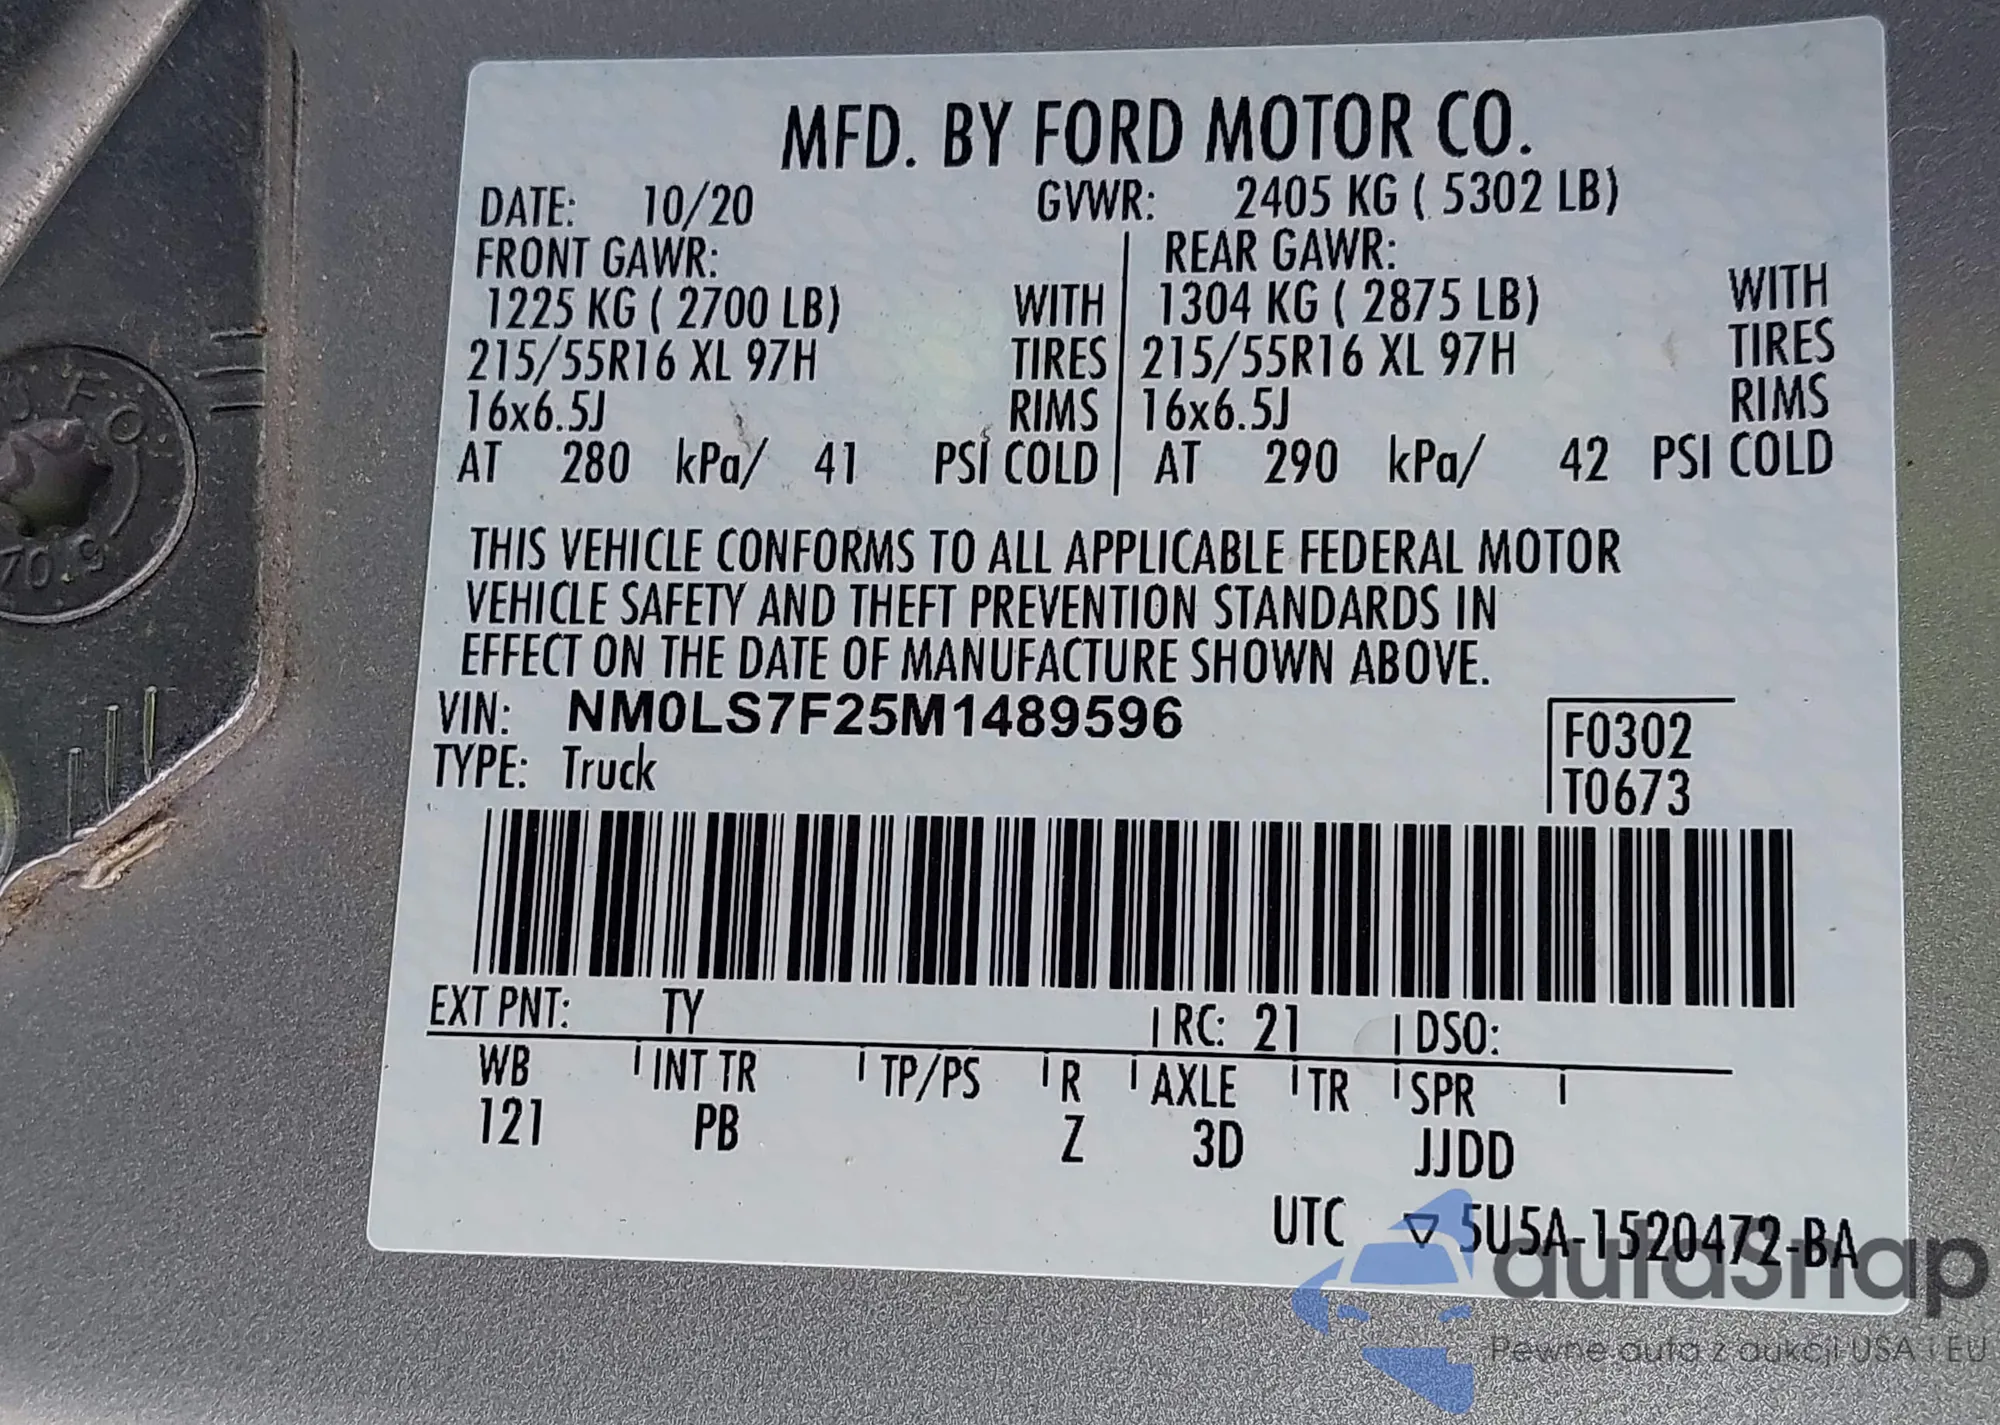 MFD. BY FORD MOTOR CO.
DATE: 10/20 GVWR: 2405 KG ( 5302 LB)
FRONT GAWR: REAR GAWR:
1225 KG ( 2700 LB) WITH 1304 KG ( 2875 LB) WITH
215/55R16 XL 97H TIRES 215/55R16 XL 97H TIRES
16x6.5J RIMS 16x6.5J RIMS
AT 280 kPa/ 41 PSI COLD AT 290 kPa/ 42 PSI COLD
THIS VEHICLE CONFORMS TO ALL APPLICABLE FEDERAL MOTOR
VEHICLE SAFETY AND THEFT PREVENTION STANDARDS IN
EFFECT ON THE DATE OF MANUFACTURE SHOWN ABOVE.
VIN: NM0LS7F25M1489596
TYPE: Truck
F0302
T0673
EXT PNT: TY RC: 21 DSO:
WB INT TR TP/PS R AXLE TR SPR
121 PB Z 3D JJDD
UTC ▽ 5U5A-1520472-BA
autaSnap
Pewne auta z aukcji USA i EU
70.9